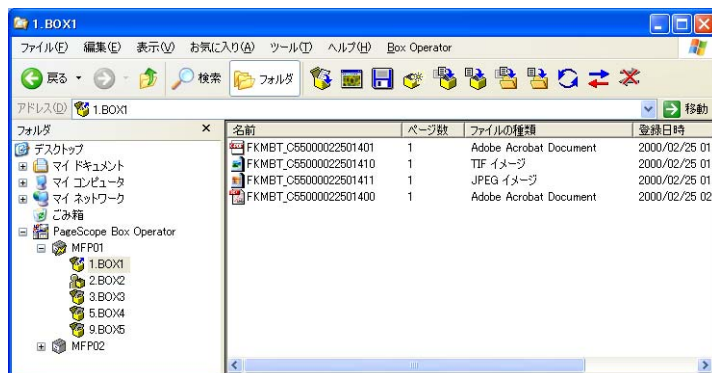 1.BOX1
ファイル(F) 編集(E) 表示(V) お気に入り(A) ツール(T) ヘルプ(H) Box Operator
戻る 検索 フォルダ
アドレス(D) 1.BOX1 移動
フォルダ × 名前 ページ数 ファイルの種類 登録日時
デスクトップ
マイ ドキュメント
マイ コンピュータ
マイ ネットワーク
ごみ箱
PageScope Box Operator
MFP01
1.BOX1
2.BOX2
3.BOX3
5.BOX4
9.BOX5
MFP02
FKMBT_C55000022501401 1 Adobe Acrobat Document 2000/02/25 01
FKMBT_C55000022501410 1 TIF イメージ 2000/02/25 01
FKMBT_C55000022501411 1 JPEG イメージ 2000/02/25 01
FKMBT_C55000022501400 1 Adobe Acrobat Document 2000/02/25 02